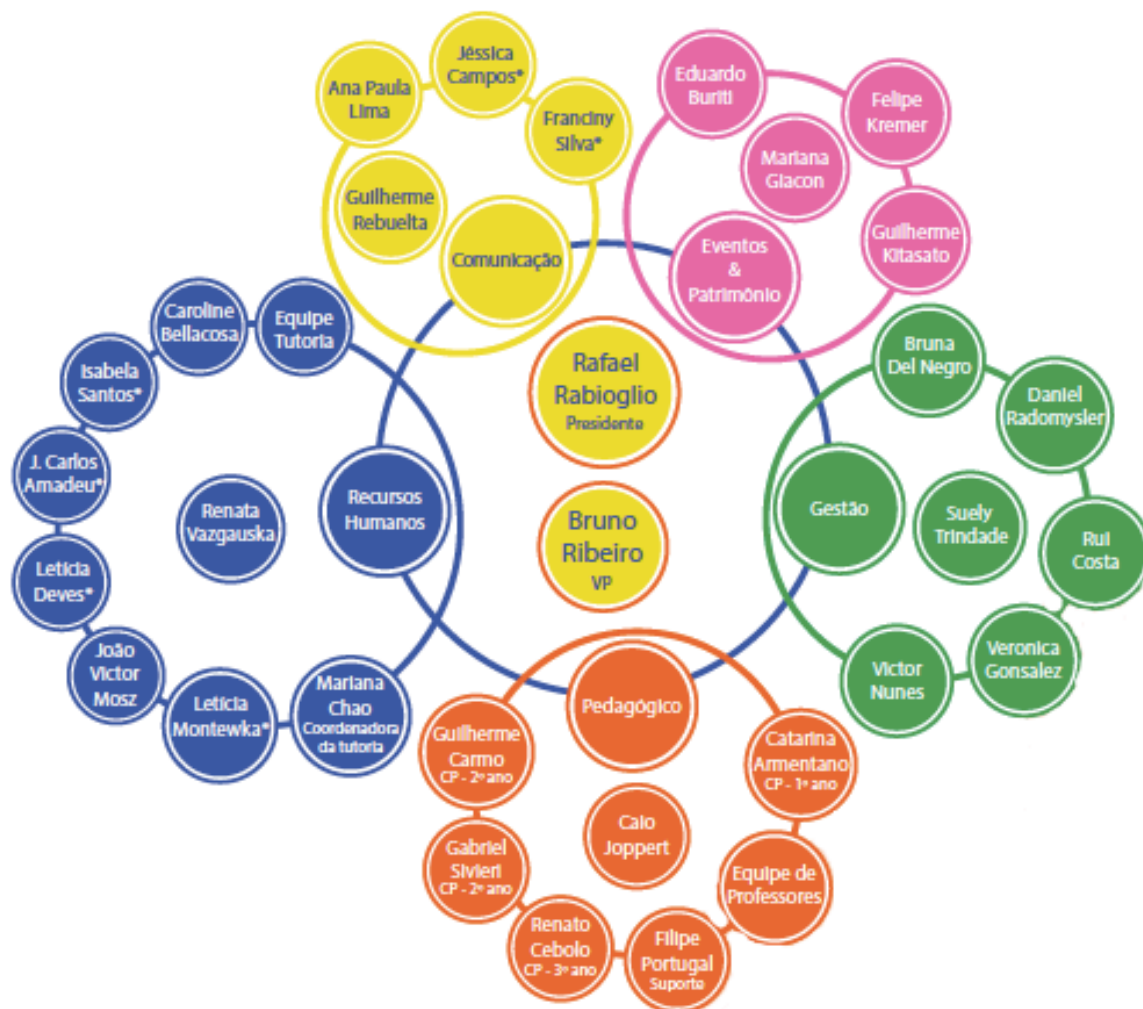 Jéssica
Campos*
Ana Paula
Lima
Franciny
Silva*
Guilherme
Rebuelta
Comunicação
Eduardo
Buriti
Felipe
Kremer
Mariana
Giacon
Guilherme
Kitasato
Eventos
&
Patrimônio
Caroline
Bellacosa
Equipe
Tutoria
Isabela
Santos*
J. Carlos
Amadeu*
Letícia
Deves*
João
Victor
Mosz
Letícia
Montewka*
Mariana
Chao
Coordenadora
da tutoria
Renata
Vazgauska
Recursos
Humanos
Rafael
Rabioglio
Presidente
Bruno
Ribeiro
VP
Bruna
Del Negro
Daniel
Radomysler
Gestão
Suely
Trindade
Rui
Costa
Veronica
Gonsalez
Victor
Nunes
Pedagógico
Guilherme
Carmo
CP - 2º ano
Catarina
Armentano
CP - 1º ano
Caio
Joppert
Gabriel
Sivieri
CP - 2º ano
Equipe de
Professores
Renato
Cebolo
CP - 3º ano
Filipe
Portugal
Suporte